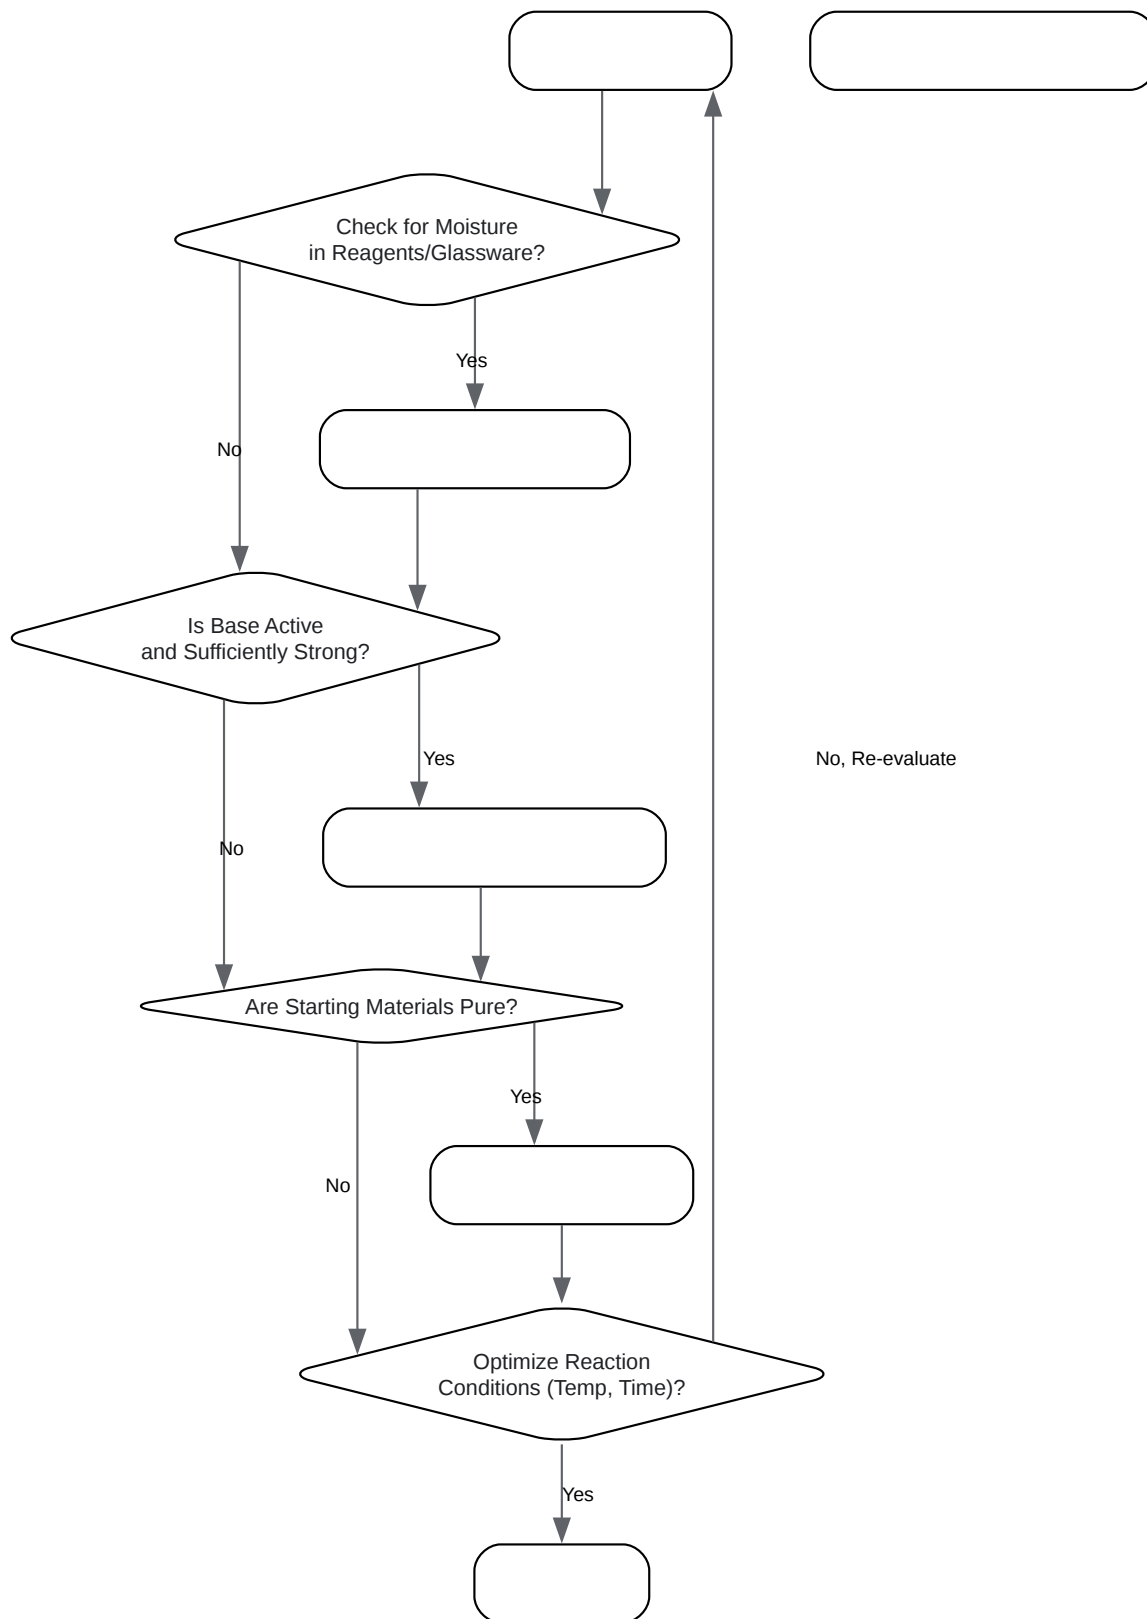 Check for Moisture
in Reagents/Glassware?
Yes
No
Is Base Active
and Sufficiently Strong?
Yes
No, Re-evaluate
No
Are Starting Materials Pure?
Yes
No
Optimize Reaction
Conditions (Temp, Time)?
Yes